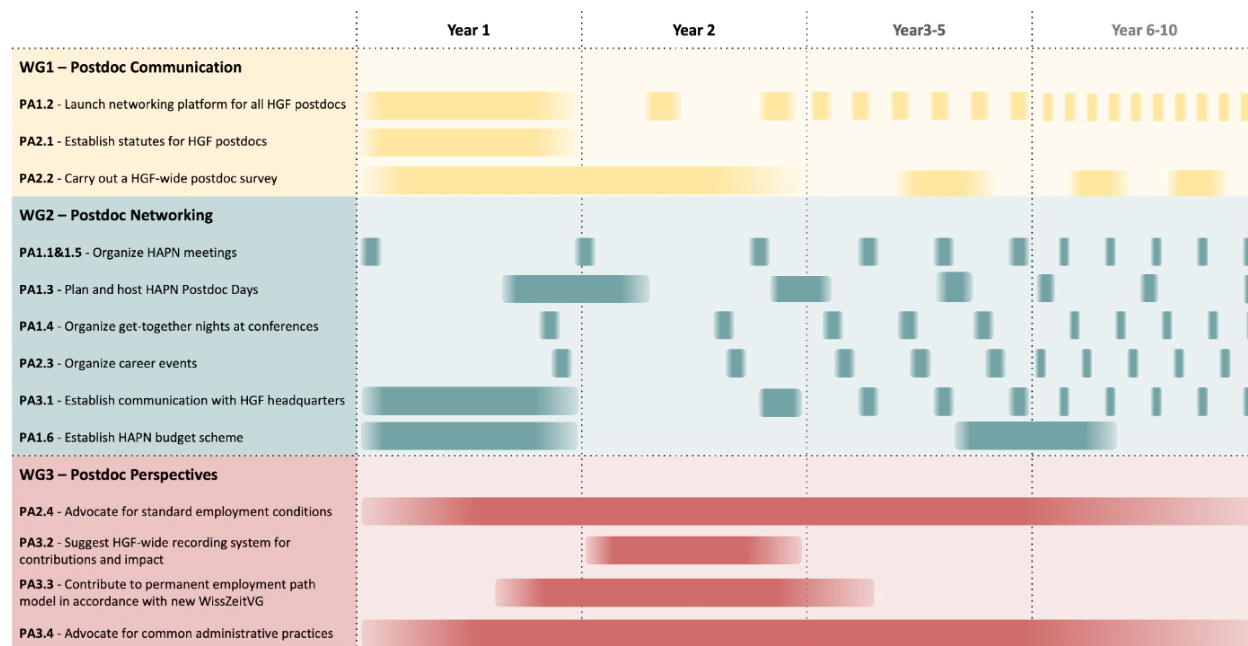 Year 1 Year 2 Year3-5 Year 6-10
WG1 – Postdoc Communication
PA1.2 - Launch networking platform for all HGF postdocs
PA2.1 - Establish statutes for HGF postdocs
PA2.2 - Carry out a HGF-wide postdoc survey
WG2 – Postdoc Networking
PA1.1&1.5 - Organize HAPN meetings
PA1.3 - Plan and host HAPN Postdoc Days
PA1.4 - Organize get-together nights at conferences
PA2.3 - Organize career events
PA3.1 - Establish communication with HGF headquarters
PA1.6 - Establish HAPN budget scheme
WG3 – Postdoc Perspectives
PA2.4 - Advocate for standard employment conditions
PA3.2 - Suggest HGF-wide recording system for
contributions and impact
PA3.3 - Contribute to permanent employment path
model in accordance with new WissZeitVG
PA3.4 - Advocate for common administrative practices